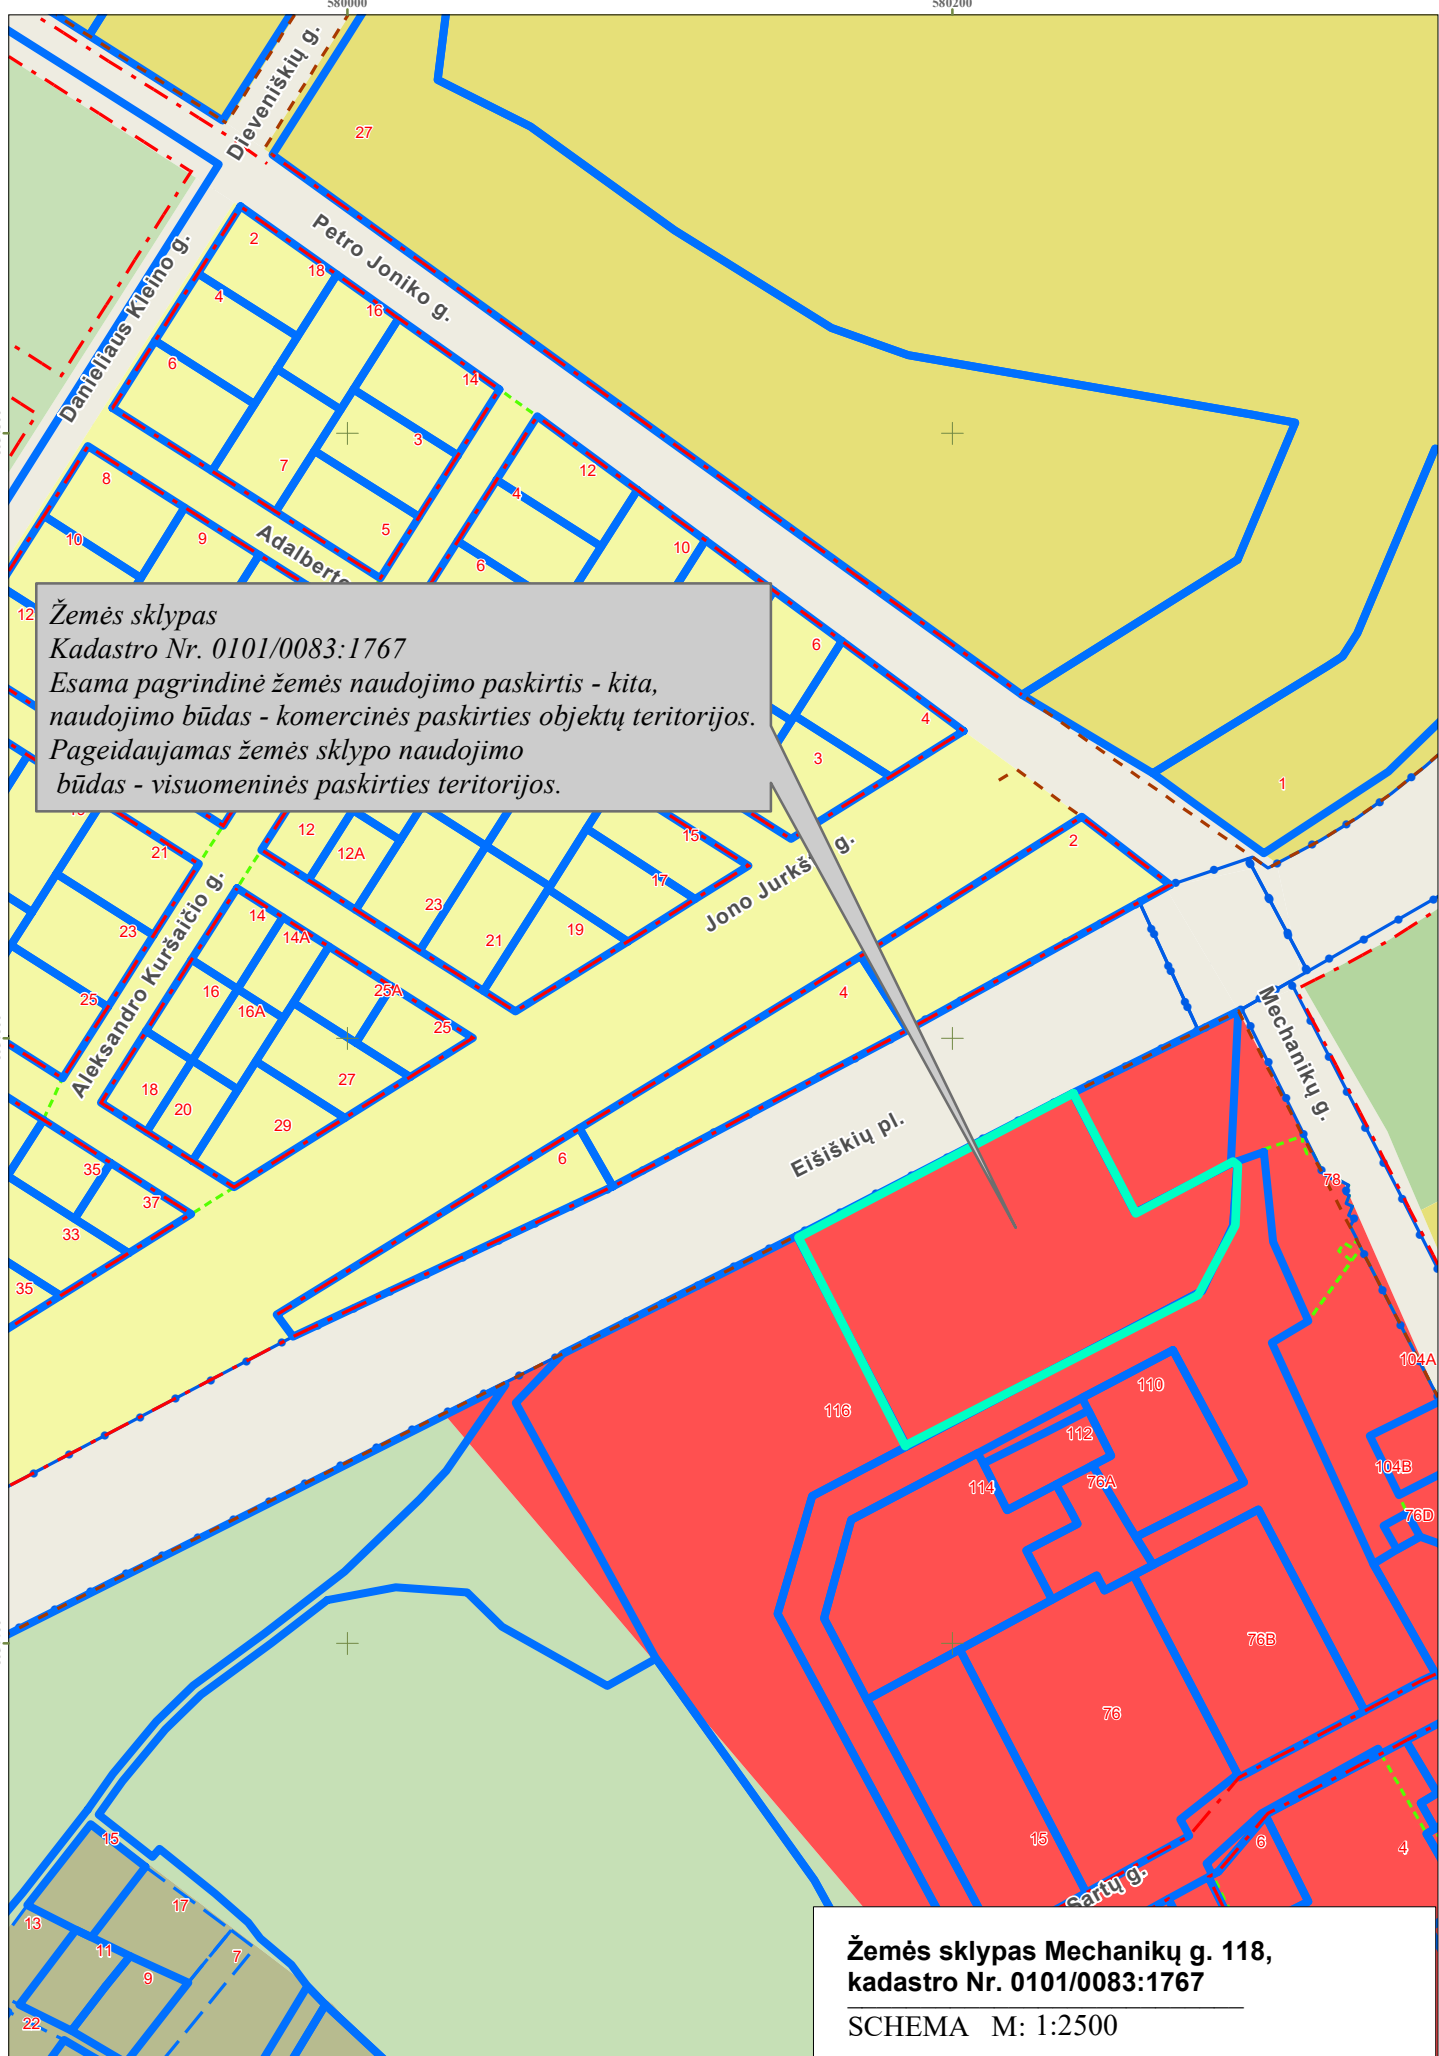 580000
580200
Dieveniškių g.
27
Petro Joniko g.
Danieliaus Kleino g.
2
18
4
16
6
14
3
7
5
12
8
4
10
9
10
6
Adalberto
12
6
4
3
1
Žemės sklypas
Kadastro Nr. 0101/0083:1767
Esama pagrindinė žemės naudojimo paskirtis - kita,
naudojimo būdas - komercinės paskirties objektų teritorijos.
Pageidaujamas žemės sklypo naudojimo
būdas - visuomeninės paskirties teritorijos.
12
12A
15
2
21
17
Jono Jurkš g.
Aleksandro Kuršaičio g.
14
23
14A
23
19
21
25
16
16A
25A
4
25
Mechanikų g.
18
20
27
29
Eišiškių pl.
6
35
37
33
35
78
104A
116
110
112
114
76A
104B
76D
76B
76
15
6
4
Sartų g.
15
17
13
11
7
9
22
Žemės sklypas Mechanikų g. 118,
kadastro Nr. 0101/0083:1767
SCHEMA M: 1:2500